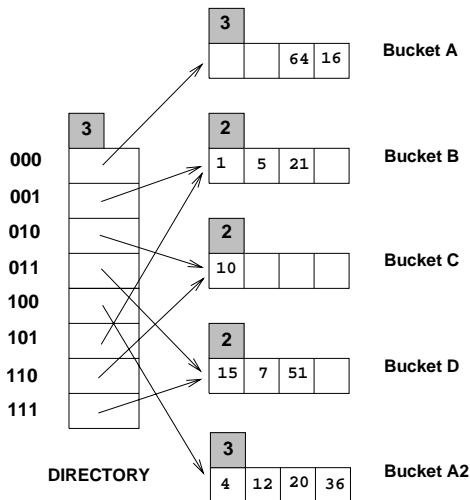 3
64 16 Bucket A
3
2
000
1 5 21 Bucket B
001
010
2
011
10 Bucket C
100
101
2
110
15 7 51 Bucket D
111
3
DIRECTORY
4 12 20 36 Bucket A2